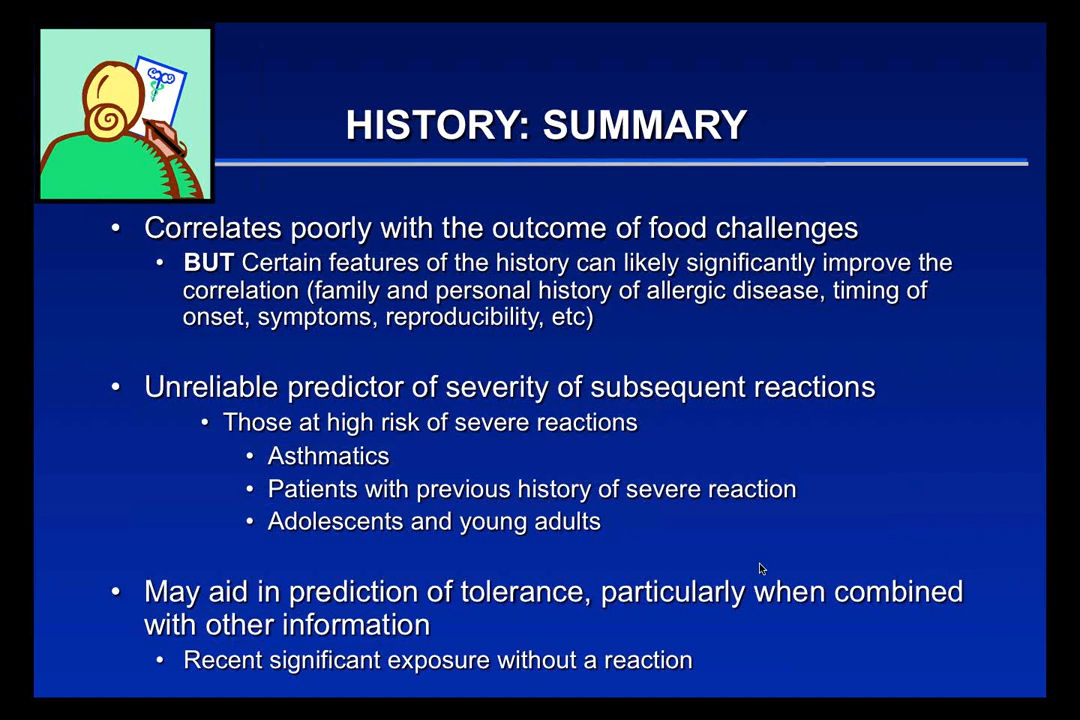 HISTORY: SUMMARY
• Correlates poorly with the outcome of food challenges
• BUT Certain features of the history can likely significantly improve the
correlation (family and personal history of allergic disease, timing of
onset, symptoms, reproducibility, etc)
• Unreliable predictor of severity of subsequent reactions
• Those at high risk of severe reactions
• Asthmatics
• Patients with previous history of severe reaction
• Adolescents and young adults
• May aid in prediction of tolerance, particularly when combined
with other information
• Recent significant exposure without a reaction